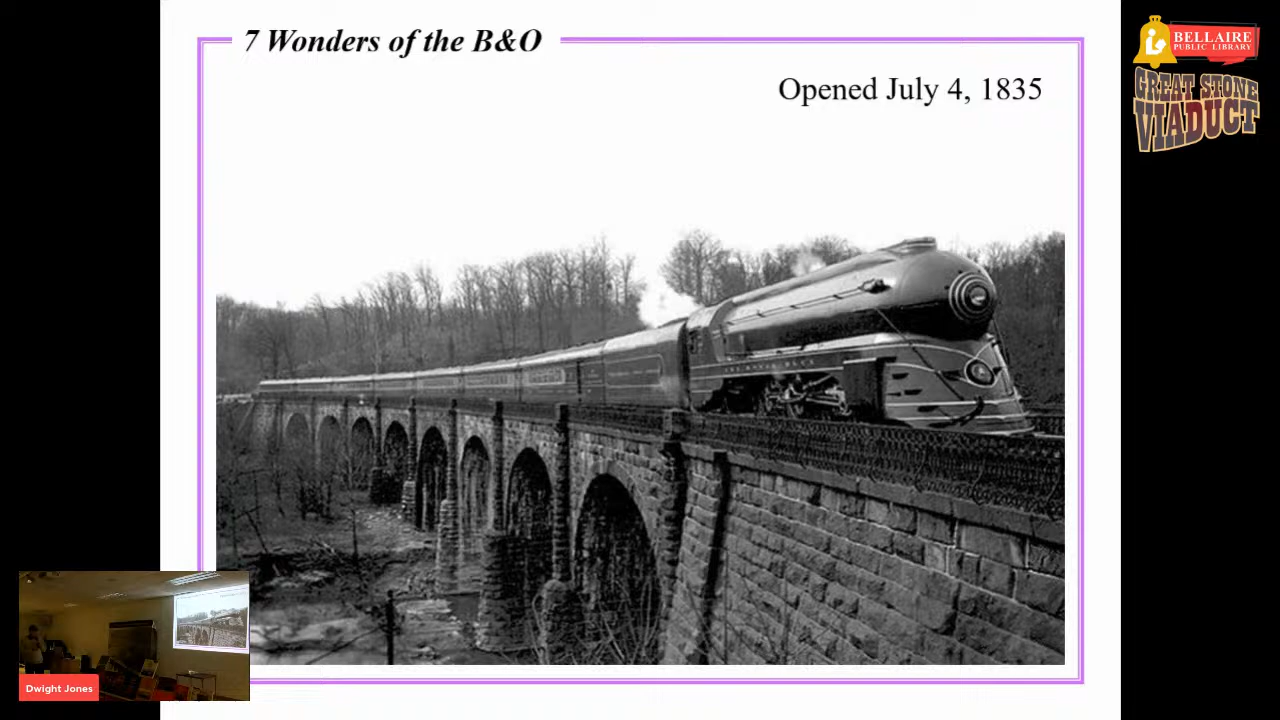 7 Wonders of the B&O
Opened July 4, 1835
BELLAIRE
PUBLIC LIBRARY
GREAT STONE
VIADUCT
Dwight Jones